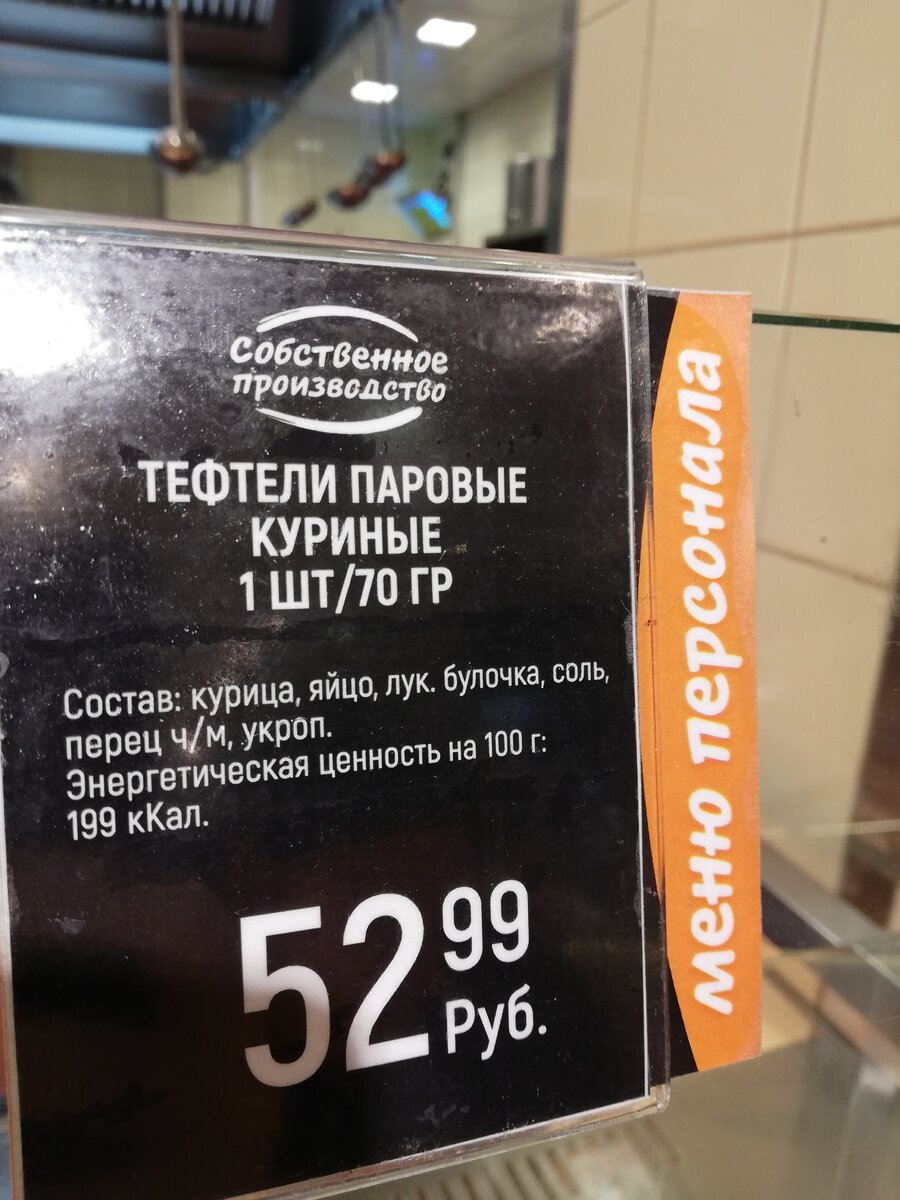 Собственное
производство
ТЕФТЕЛИ ПАРОВЫЕ
КУРИНЫЕ
1 ШТ/70 ГР
Состав: курица, яйцо, лук. булочка, соль,
перец ч/м, укроп.
Энергетическая ценность на 100 г:
199 кКал.
52 99
Руб.
меню персонала